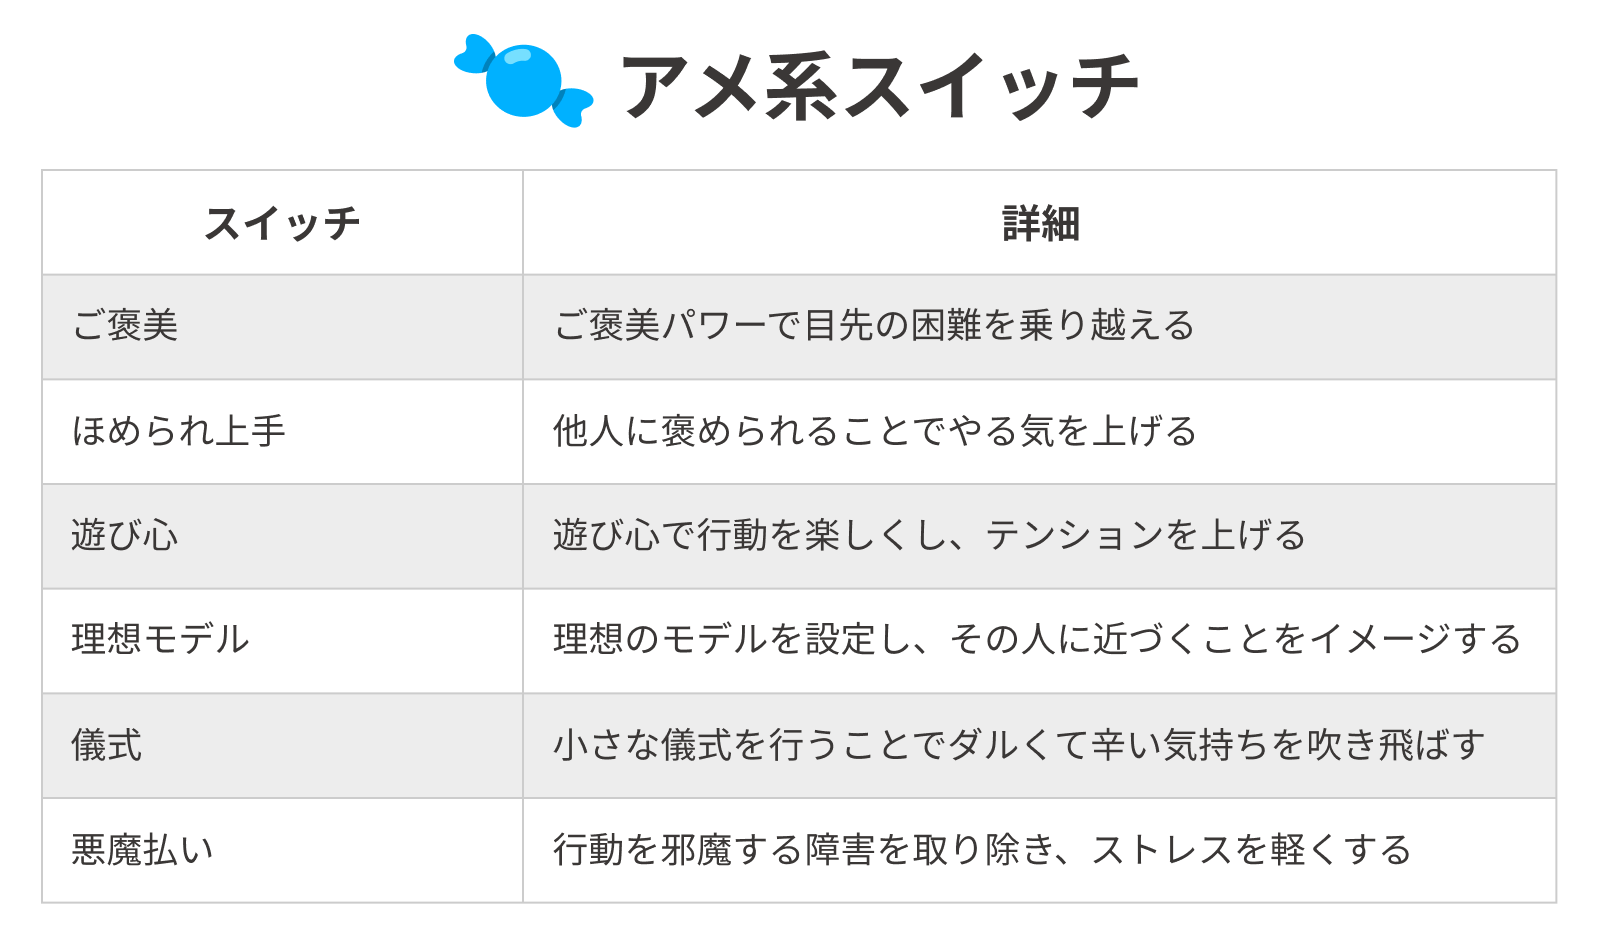 アメ系スイッチ
スイッチ 詳細
ご褒美 ご褒美パワーで目先の困難を乗り越える
ほめられ上手 他人に褒められることでやる気を上げる
遊び心 遊び心で行動を楽しくし、テンションを上げる
理想モデル 理想のモデルを設定し、その人に近づくことをイメージする
儀式 小さな儀式を行うことでダルくて辛い気持ちを吹き飛ばす
悪魔払い 行動を邪魔する障害を取り除き、ストレスを軽くする